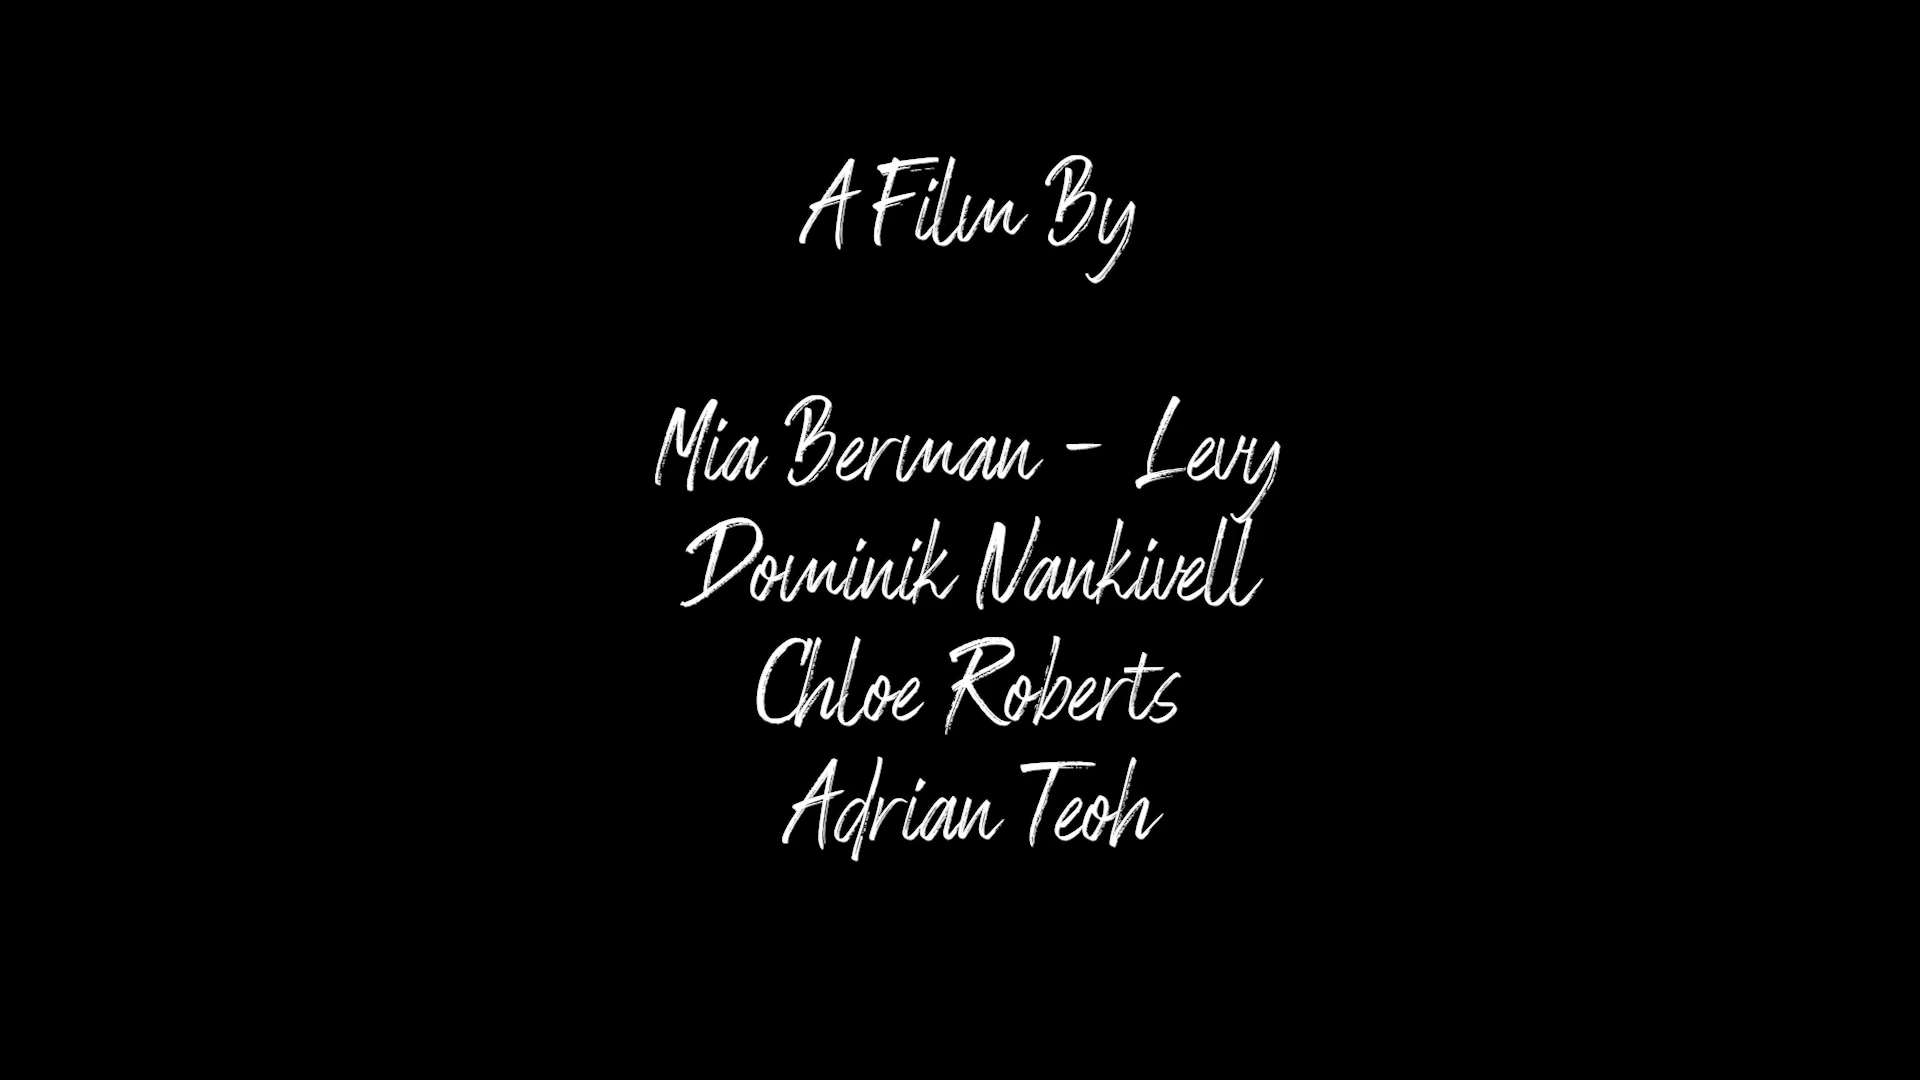 A Film By
Mia Berman - Levy
Dominik Nankivell
Chloe Roberts
Adrian Teoh